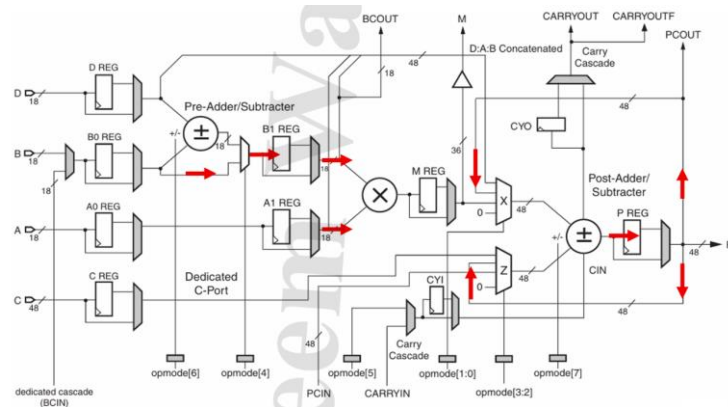 BCOUT
M
CARRYOUT
CARRYOUTF
PCOUT
D REG
48
D:A:B Concatenated
Carry
Cascade
D
18
18
48
Pre-Adder/Subtracter
CYO
B0 REG
+/-
±
18
B1 REG
36
B
18
18
M REG
Post-Adder/
Subtracter
18
×
X
48
P REG
A0 REG
A1 REG
0
+/-
±
A
18
18
P
48
C REG
Dedicated
C-Port
Z
CIN
C
48
CYI
0
48
48
48
Carry
Cascade
48
dedicated cascade
(BCIN)
opmode[6]
opmode[4]
PCIN
opmode[5]
CARRYIN
opmode[1:0]
opmode[3:2]
opmode[7]